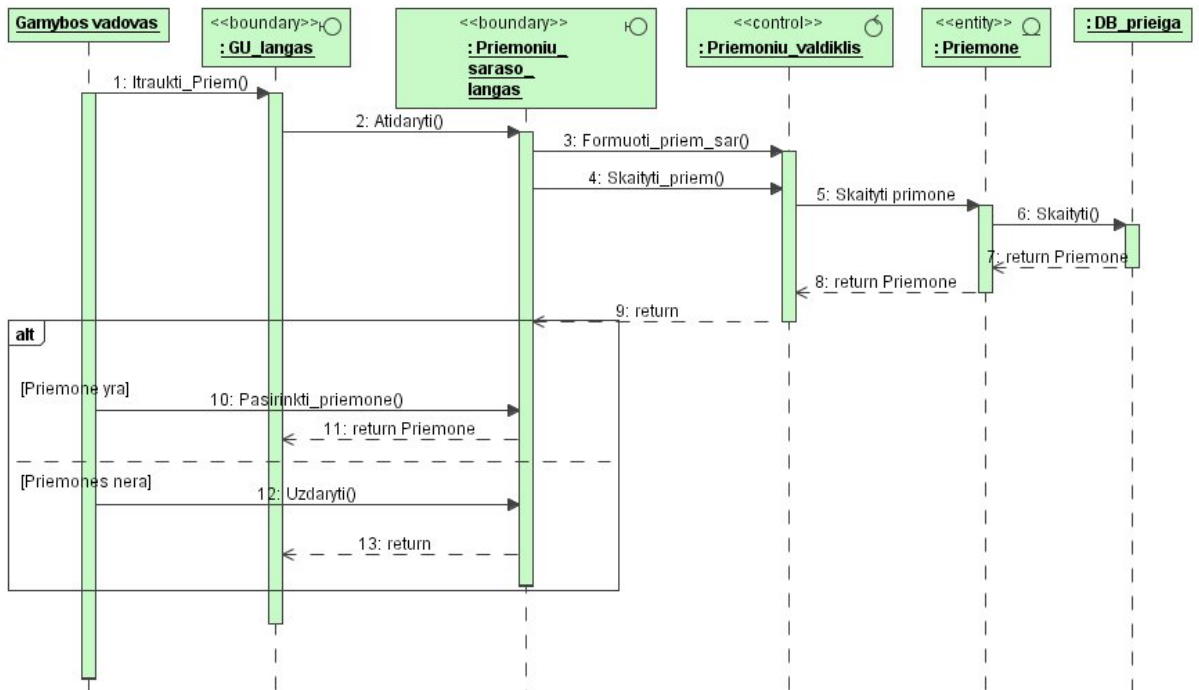 Gamybos vadovas
<<boundary>>
: GU_langas
<<boundary>>
: Priemoniu_
saraso_
langas
<<control>>
: Priemoniu_valdiklis
<<entity>>
: Priemone
: DB_prieiga
1: Itraukti_Priem()
2: Atidaryti()
3: Formuoti_priem_sar()
4: Skaityti_priem()
5: Skaityti primone
6: Skaityti()
7: return Priemone
8: return Priemone
9: return
alt
[Priemone yra]
10: Pasirinkti_priemone()
11: return Priemone
[Priemones nera]
12: Uzdaryti()
13: return